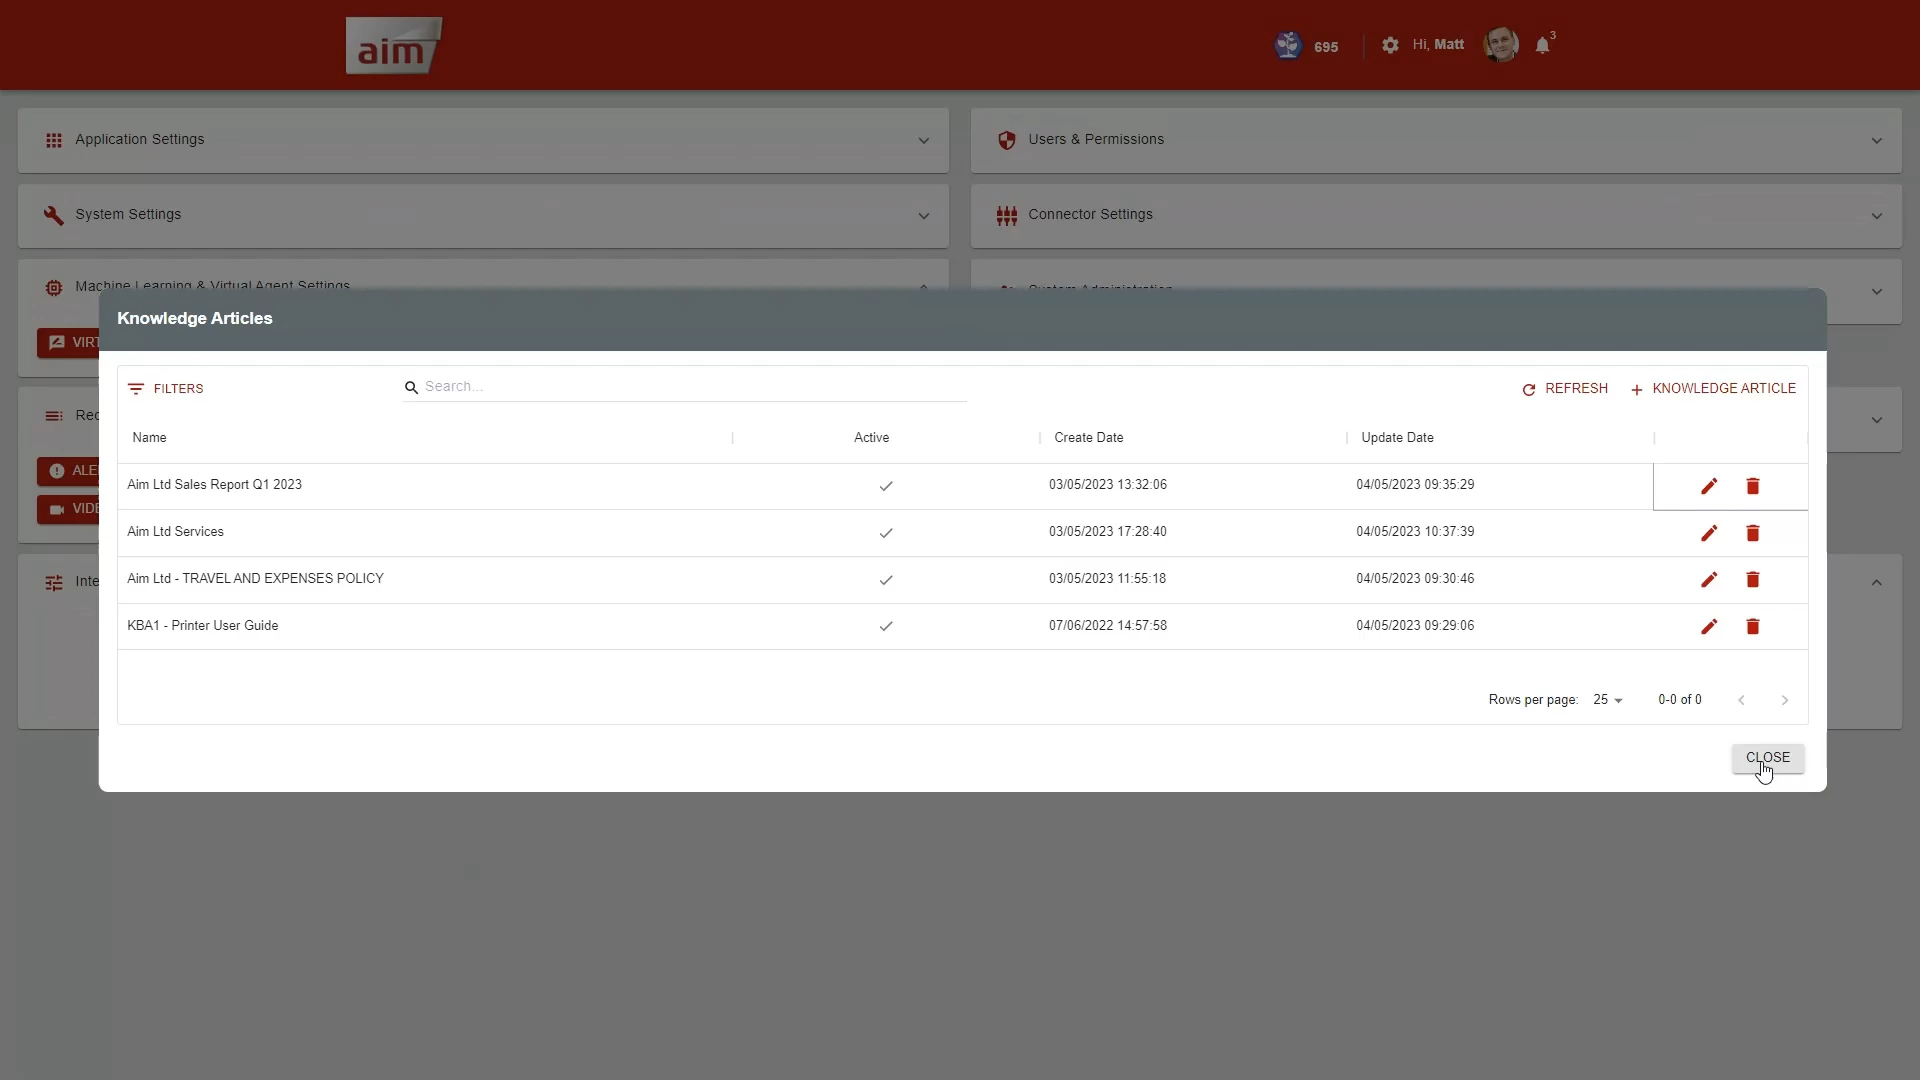 aim
695
Hi, Matt
3
Application Settings
Users & Permissions
System Settings
Connector Settings
Machine Learning & Virtual Agent Settings
System Administration
Knowledge Articles
VIRT
FILTERS
Search...
REFRESH
KNOWLEDGE ARTICLE
Rec
Name
Active
Create Date
Update Date
ALE
Aim Ltd Sales Report Q1 2023
03/05/2023 13:32:06
04/05/2023 09:35:29
VIDE
Aim Ltd Services
03/05/2023 17:28:40
04/05/2023 10:37:39
Inte
Aim Ltd - TRAVEL AND EXPENSES POLICY
03/05/2023 11:55:18
04/05/2023 09:30:46
KBA1 - Printer User Guide
07/06/2022 14:57:58
04/05/2023 09:29:06
Rows per page: 25
0-0 of 0
CLOSE